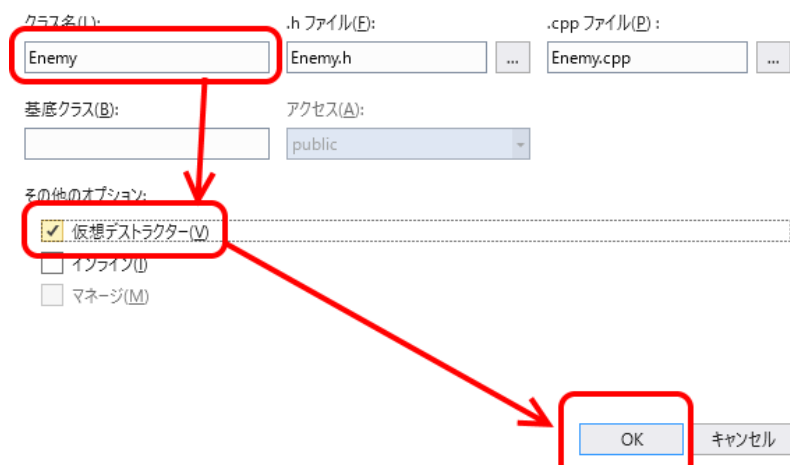 クラス名(L): .h ファイル(F): .cpp ファイル(P) :
Enemy Enemy.h ... Enemy.cpp ...
基底クラス(B): アクセス(A):
public
その他のオプション:
仮想デストラクター(V)
インライン(I)
マネージ(M)
OK キャンセル